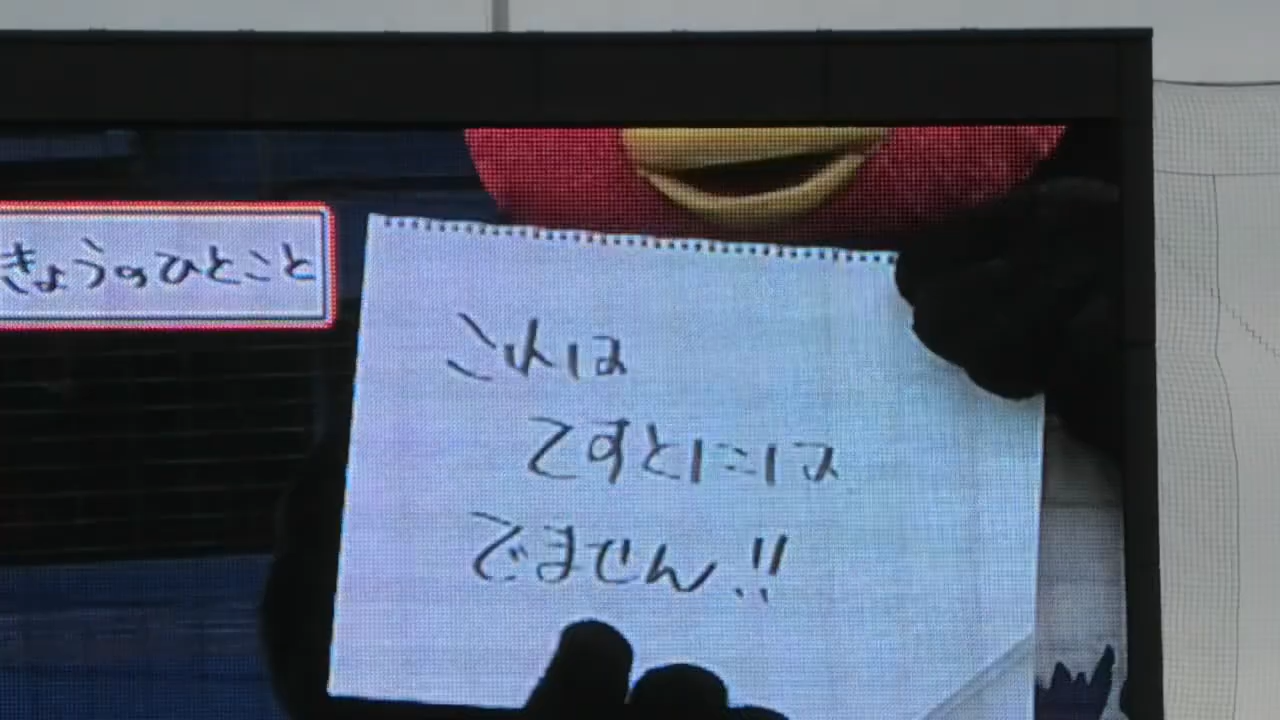 きょうのひとこと
これは
てすとには
でません!!